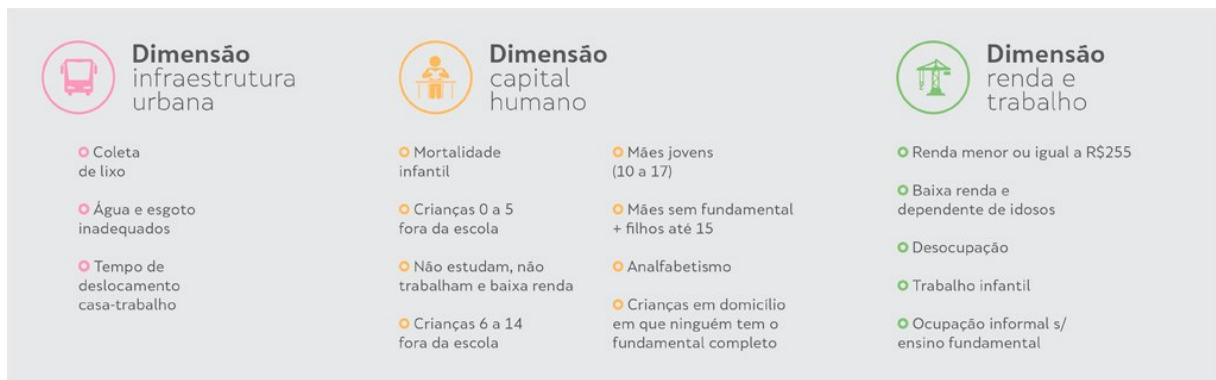 Dimensão
infraestrutura
urbana
Coleta
de lixo
Água e esgoto
inadequados
Tempo de
deslocamento
casa-trabalho
Dimensão
capital
humano
Mortalidade
infantil
Crianças 0 a 5
fora da escola
Não estudam, não
trabalham e baixa renda
Crianças 6 a 14
fora da escola
Mães jovens
(10 a 17)
Mães sem fundamental
+ filhos até 15
Analfabetismo
Crianças em domicílio
em que ninguém tem o
fundamental completo
Dimensão
renda e
trabalho
Renda menor ou igual a R$255
Baixa renda e
dependente de idosos
Desocupação
Trabalho infantil
Ocupação informal s/
ensino fundamental